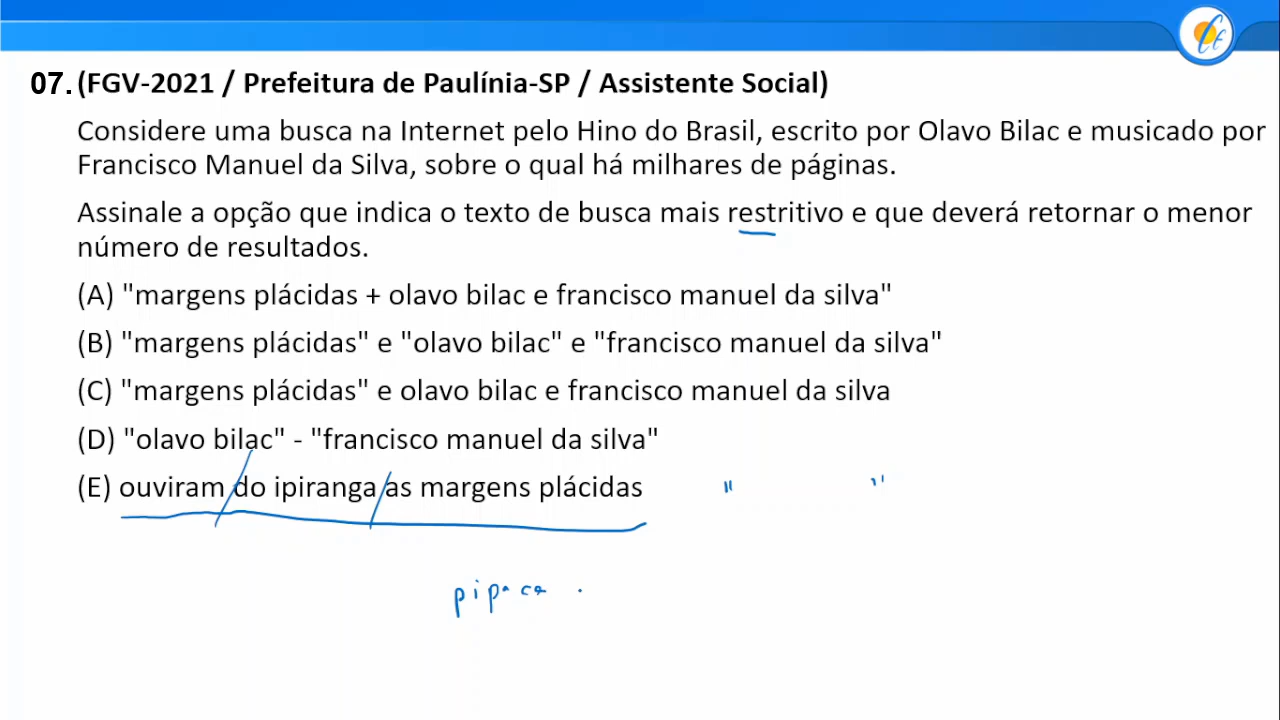 07. (FGV-2021 / Prefeitura de Paulínia-SP / Assistente Social)
Considere uma busca na Internet pelo Hino do Brasil, escrito por Olavo Bilac e musicado por
Francisco Manuel da Silva, sobre o qual há milhares de páginas.
Assinale a opção que indica o texto de busca mais restritivo e que deverá retornar o menor
número de resultados.
(A) "margens plácidas + olavo bilac e francisco manuel da silva"
(B) "margens plácidas" e "olavo bilac" e "francisco manuel da silva"
(C) "margens plácidas" e olavo bilac e francisco manuel da silva
(D) "olavo bilac" - "francisco manuel da silva"
(E) ouviram do ipiranga as margens plácidas " "